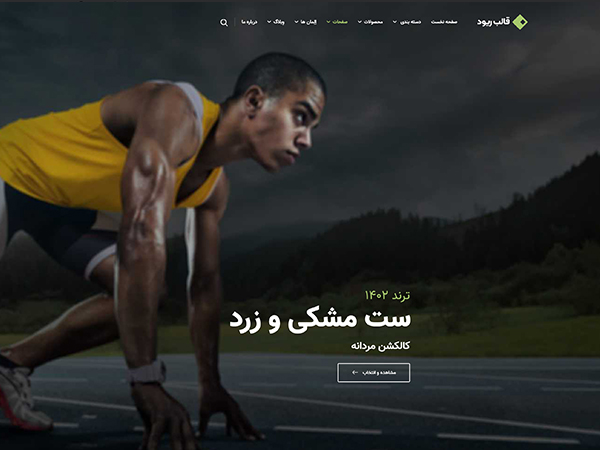 قالب ریود
صفحه نخست دسته بندی محصولات صفحات المان ها وبلاگ درباره ما
ترند ۱۴۰۲
ست مشکی و زرد
کالکشن مردانه
مشاهده و انتخاب